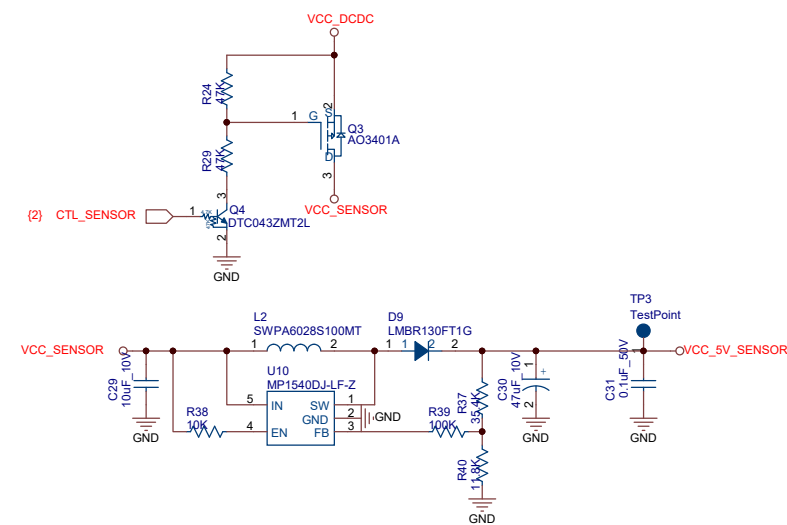 VCC_DCDC
R24
47K
1
G
2
S
Q3
AO3401A
D
3
R29
47K
VCC_SENSOR
{2} CTL_SENSOR
1
3
Q4
DTC043ZMT2L
2
GND
TP3
TestPoint
L2
SWPA6028S100MT
D9
LMBR130FT1G
VCC_SENSOR
1
2
1
1
2
2
1
VCC_5V_SENSOR
C29
10uF_10V
U10
MP1540DJ-LF-Z
5
IN
SW
1
GND
2
GND
4
EN
FB
3
R38
10K
R39
100K
R37
35.4K
C30
47uF_10V
+
2
C31
0.1uF_50V
R40
11.8K
GND
GND
GND
GND